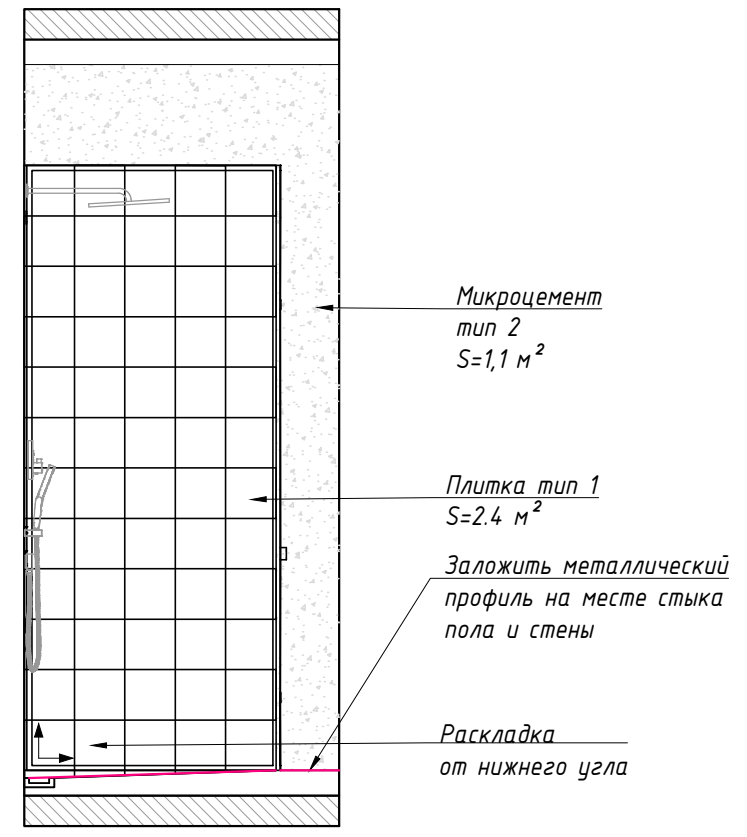 Микроцемент
тип 2
S=1,1 м²
Плитка тип 1
S=2.4 м²
Заложить металлический
профиль на месте стыка
пола и стены
Раскладка
от нижнего угла